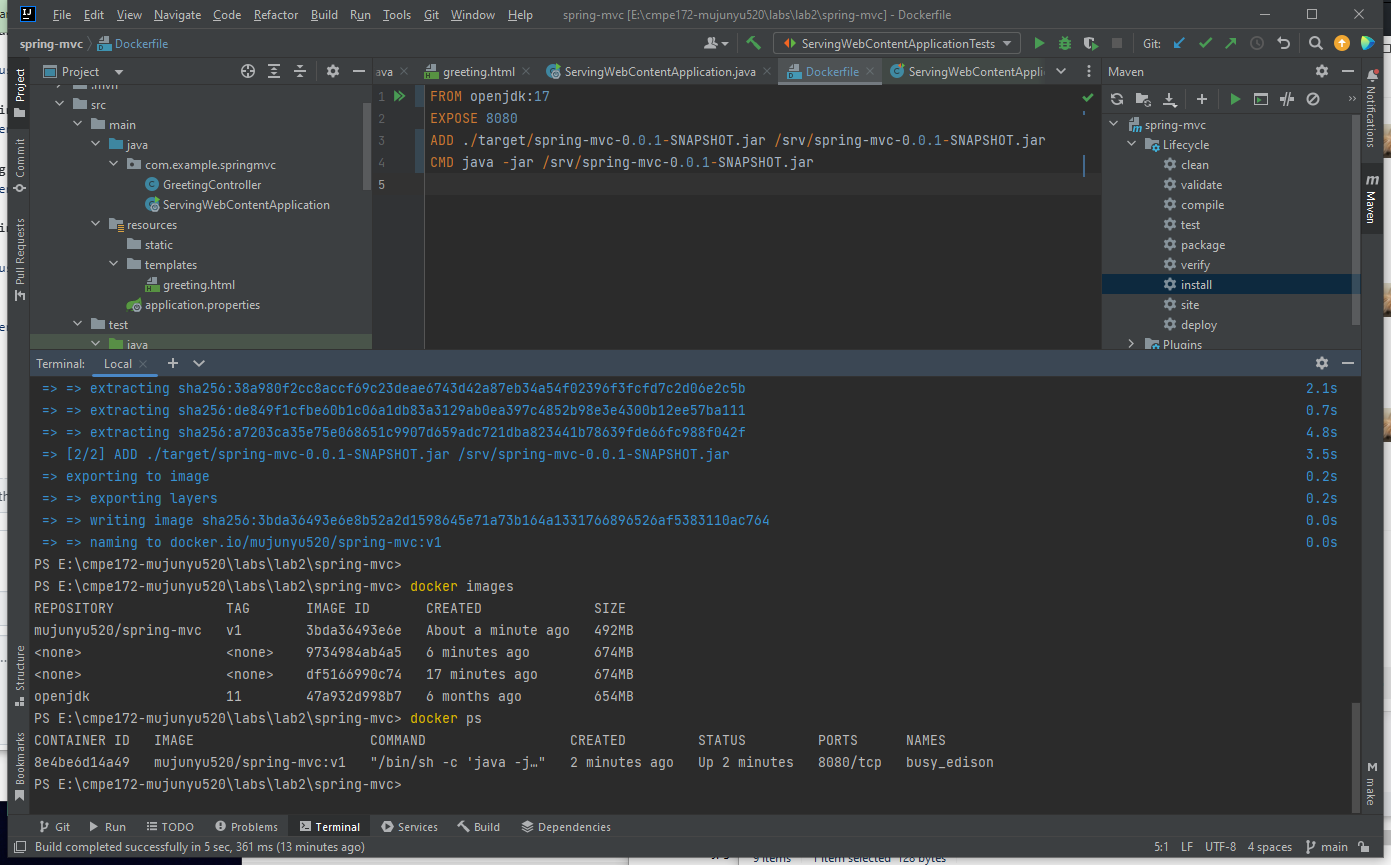 File Edit View Navigate Code Refactor Build Run Tools Git Window Help spring-mvc [E:\cmpe172-mujunyu520\labs\lab2\spring-mvc] - Dockerfile
spring-mvc Dockerfile ServingWebContentApplicationTests Git:
Project ava greeting.html ServingWebContentApplication.java Dockerfile ServingWebContentAppli Maven
.mvn
src
main
java
com.example.springmvc
GreetingController
ServingWebContentApplication
resources
static
templates
greeting.html
application.properties
test
java
1 FROM openjdk:17
2 EXPOSE 8080
3 ADD ./target/spring-mvc-0.0.1-SNAPSHOT.jar /srv/spring-mvc-0.0.1-SNAPSHOT.jar
4 CMD java -jar /srv/spring-mvc-0.0.1-SNAPSHOT.jar
5
spring-mvc
Lifecycle
clean
validate
compile
test
package
verify
install
site
deploy
Plugins
Project
Commit
Pull Requests
Structure
Bookmarks
Notifications
Maven
make
Terminal: Local
=> => extracting sha256:38a980f2cc8accf69c23deae6743d42a87eb34a54f02396f3fcfd7c2d06e2c5b 2.1s
=> => extracting sha256:de849f1cfbe60b1c06a1db83a3129ab0ea397c4852b98e3e4300b12ee57ba111 0.7s
=> => extracting sha256:a7203ca35e75e068651c9907d659adc721dba823441b78639fde66fc988f042f 4.8s
=> [2/2] ADD ./target/spring-mvc-0.0.1-SNAPSHOT.jar /srv/spring-mvc-0.0.1-SNAPSHOT.jar 3.5s
=> exporting to image 0.2s
=> => exporting layers 0.2s
=> => writing image sha256:3bda36493e6e8b52a2d1598645e71a73b164a1331766896526af5383110ac764 0.0s
=> => naming to docker.io/mujunyu520/spring-mvc:v1 0.0s
PS E:\cmpe172-mujunyu520\labs\lab2\spring-mvc>
PS E:\cmpe172-mujunyu520\labs\lab2\spring-mvc> docker images
REPOSITORY TAG IMAGE ID CREATED SIZE
mujunyu520/spring-mvc v1 3bda36493e6e About a minute ago 492MB
<none> <none> 9734984ab4a5 6 minutes ago 674MB
<none> <none> df5166990c74 17 minutes ago 674MB
openjdk 11 47a932d998b7 6 months ago 654MB
PS E:\cmpe172-mujunyu520\labs\lab2\spring-mvc> docker ps
CONTAINER ID IMAGE COMMAND CREATED STATUS PORTS NAMES
8e4be6d14a49 mujunyu520/spring-mvc:v1 "/bin/sh -c 'java -j…" 2 minutes ago Up 2 minutes 8080/tcp busy_edison
PS E:\cmpe172-mujunyu520\labs\lab2\spring-mvc>
Git Run TODO Problems Terminal Services Build Dependencies
Build completed successfully in 5 sec, 361 ms (13 minutes ago) 5:1 LF UTF-8 4 spaces main
9 items 1 item selected 128 bytes